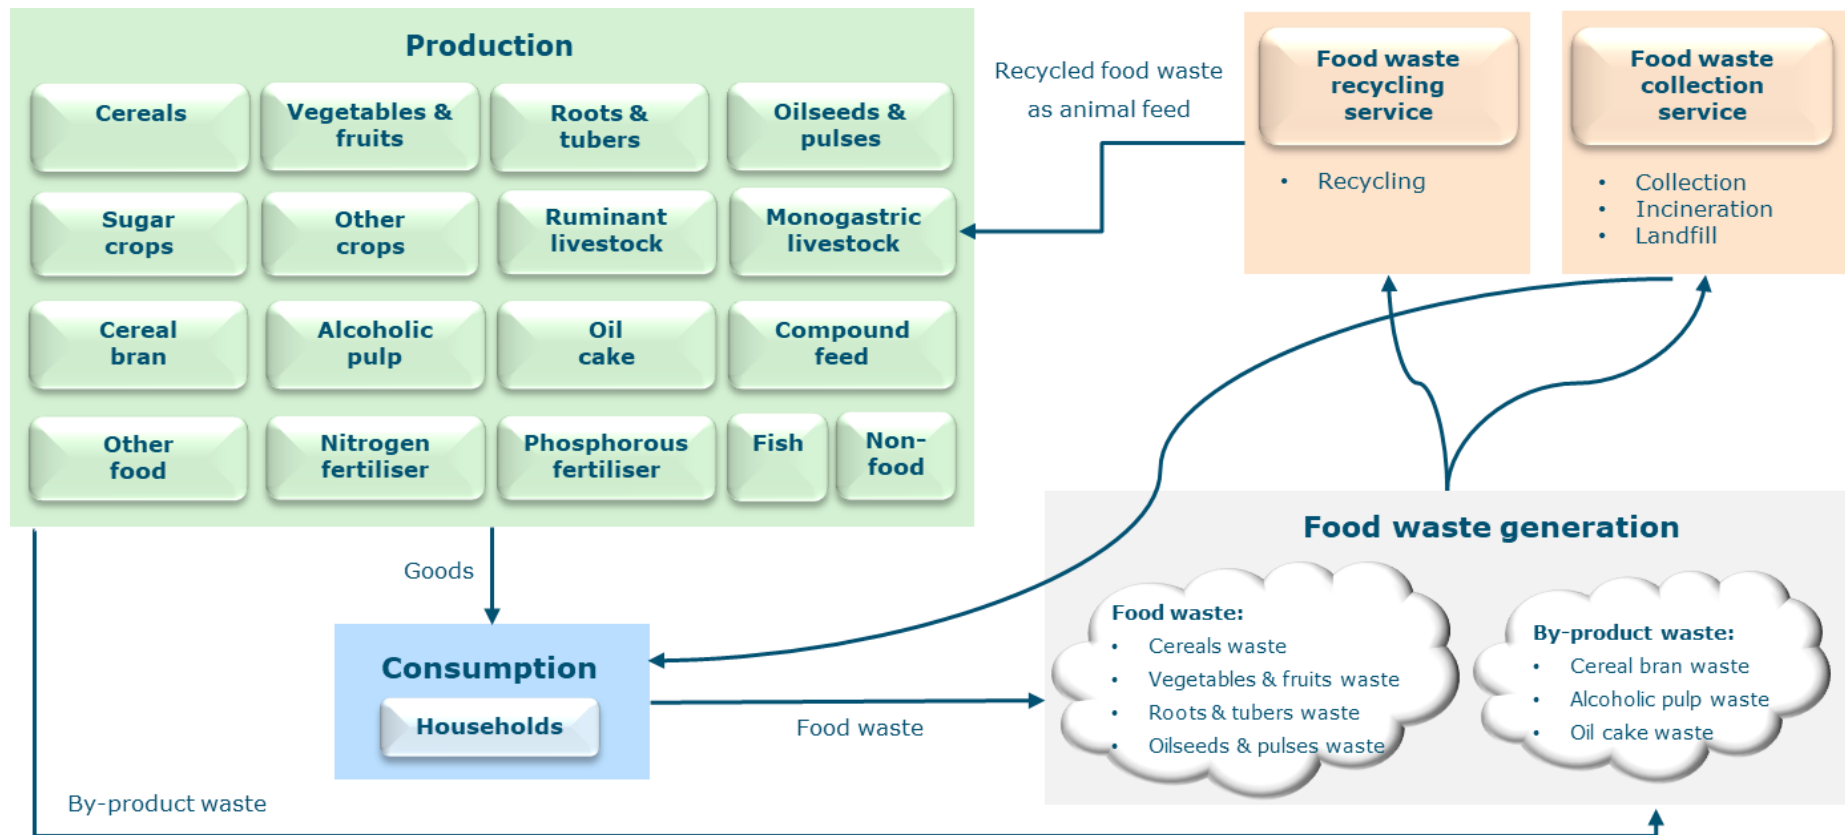 Production
Cereals
Vegetables &
fruits
Roots &
tubers
Oilseeds &
pulses
Sugar
crops
Other
crops
Ruminant
livestock
Monogastric
livestock
Cereal
bran
Alcoholic
pulp
Oil
cake
Compound
feed
Other
food
Nitrogen
fertiliser
Phosphorous
fertiliser
Fish
Non-
food
Recycled food waste
as animal feed
Food waste
recycling
service
• Recycling
Food waste
collection
service
• Collection
• Incineration
• Landfill
Goods
Consumption
Households
Food waste
By-product waste
Food waste generation
Food waste:
• Cereals waste
• Vegetables & fruits waste
• Roots & tubers waste
• Oilseeds & pulses waste
By-product waste:
• Cereal bran waste
• Alcoholic pulp waste
• Oil cake waste